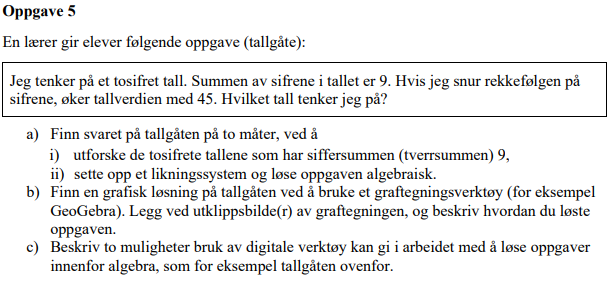 Oppgave 5
En lærer gir elever følgende oppgave (tallgåte):
Jeg tenker på et tosifret tall. Summen av sifrene i tallet er 9. Hvis jeg snur rekkefølgen på
sifrene, øker tallverdien med 45. Hvilket tall tenker jeg på?
a) Finn svaret på tallgåten på to måter, ved å
i) utforske de tosifrete tallene som har siffersummen (tverrsummen) 9,
ii) sette opp et likningssystem og løse oppgaven algebraisk.
b) Finn en grafisk løsning på tallgåten ved å bruke et graftegningsverktøy (for eksempel
GeoGebra). Legg ved utklippsbilde(r) av graftegningen, og beskriv hvordan du løste
oppgaven.
c) Beskriv to muligheter bruk av digitale verktøy kan gi i arbeidet med å løse oppgaver
innenfor algebra, som for eksempel tallgåten ovenfor.